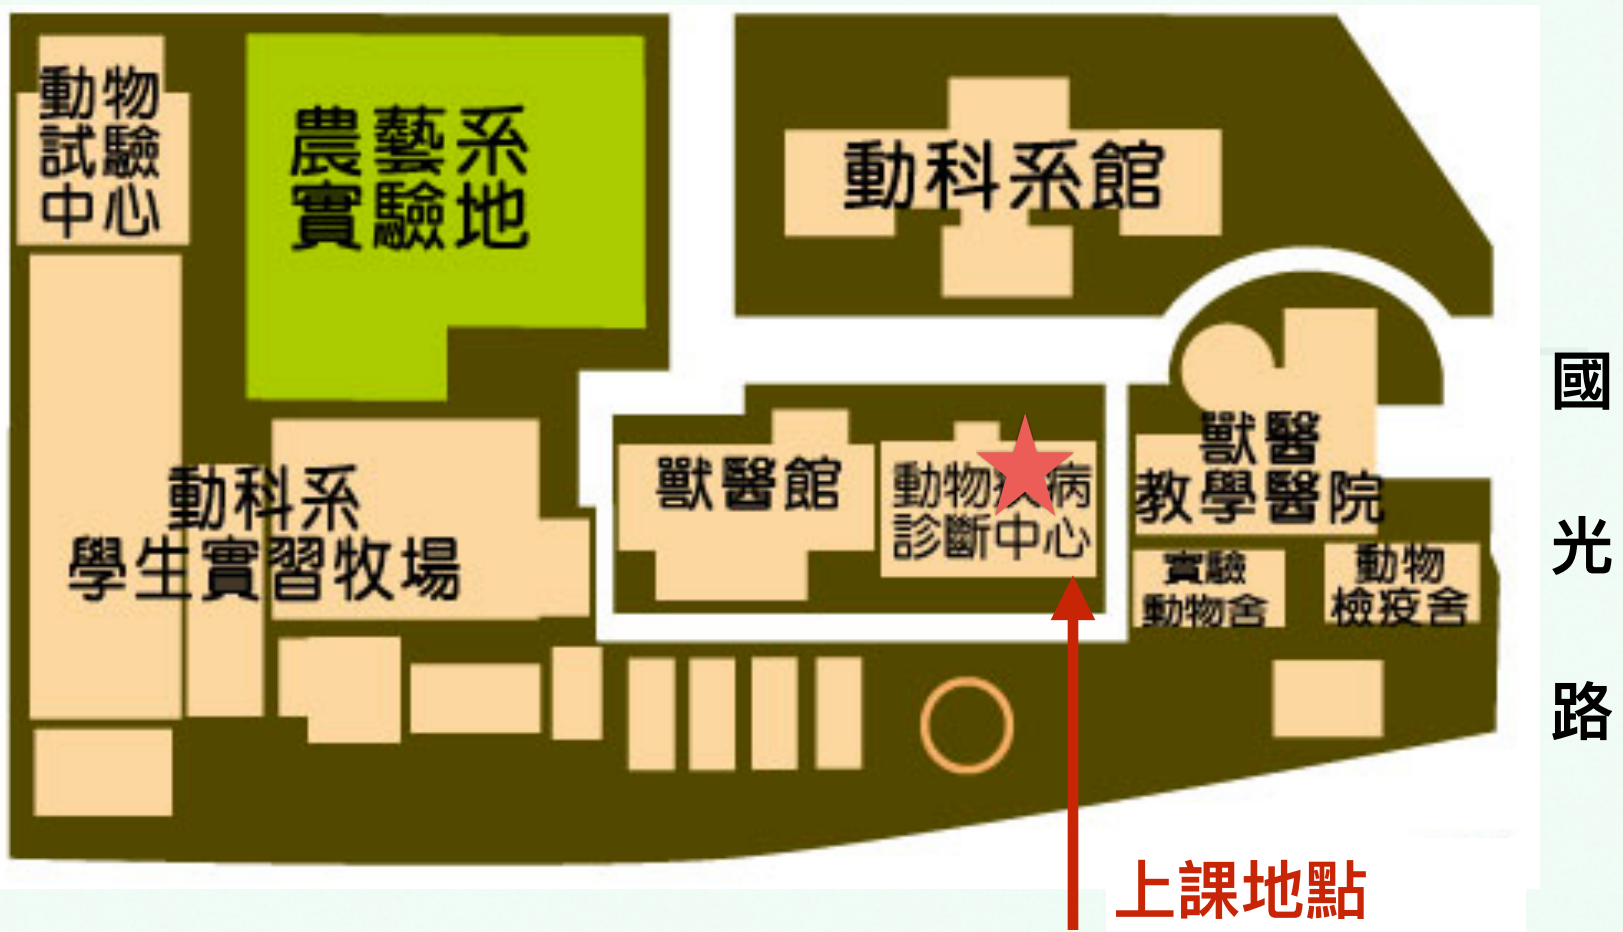 動物
試驗
中心
農藝系
實驗地
動科系館
動科系
學生實習牧場
獸醫館
動物
病
診斷中心
獸醫
教學醫院
實驗
動物舍
動物
檢疫舍
國
光
路
上課地點